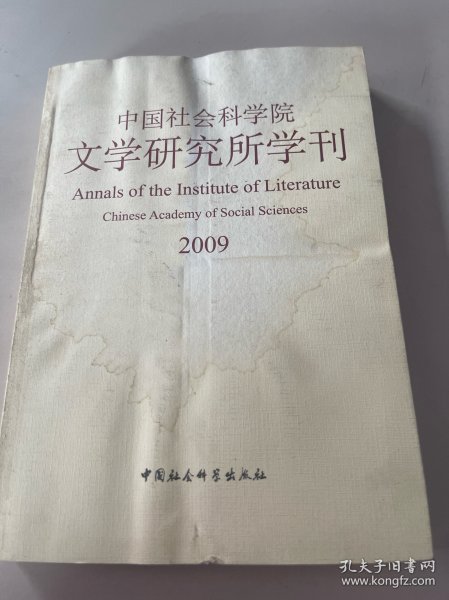 中国社会科学院
文学研究所学刊
Annals of the Institute of Literature
Chinese Academy of Social Sciences
2009
中国社会科学出版社
孔夫子旧书网
www.kongfz.com